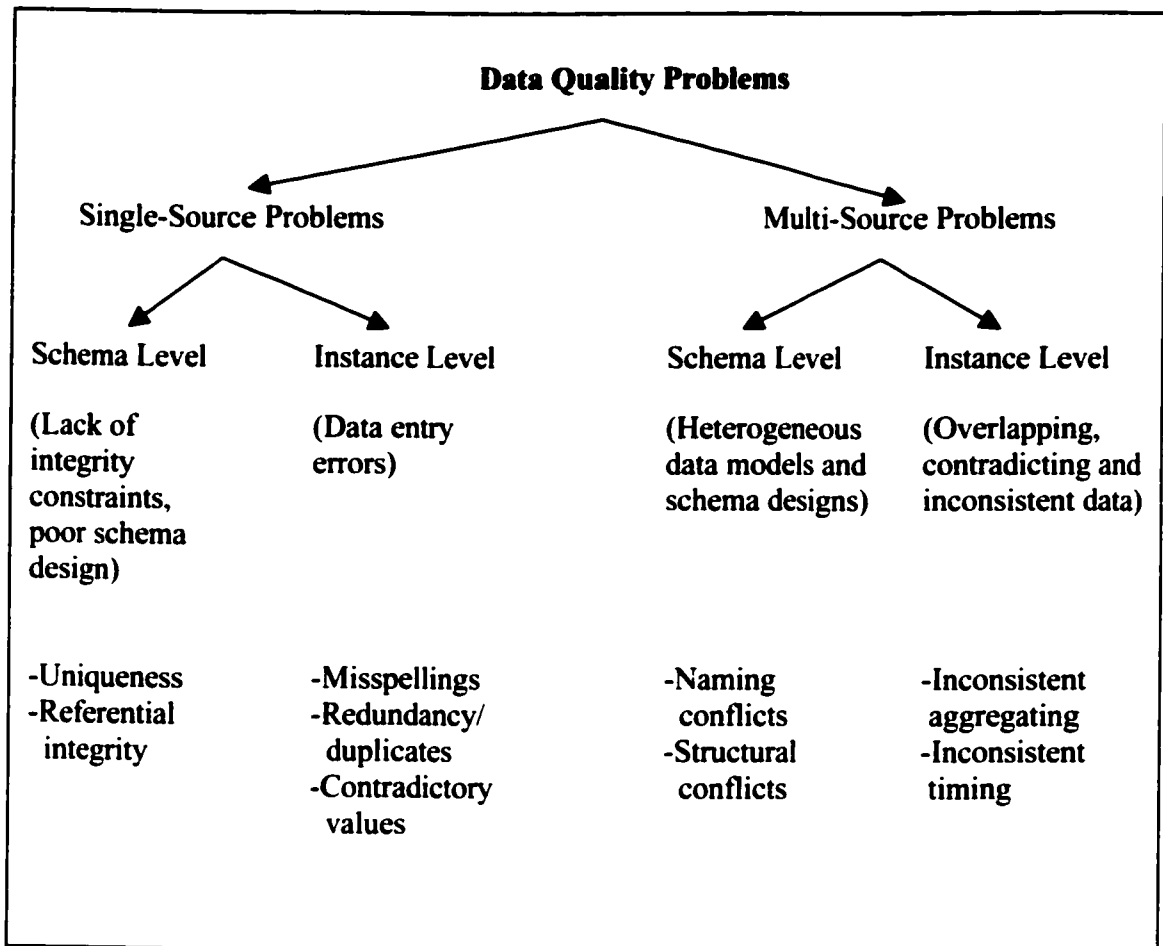 Data Quality Problems
Single-Source Problems
Multi-Source Problems
Schema Level
Instance Level
Schema Level
Instance Level
(Lack of
integrity
constraints,
poor schema
design)
(Data entry
errors)
(Heterogeneous
data models and
schema designs)
(Overlapping,
contradicting and
inconsistent data)
-Uniqueness
-Referential
integrity
-Misspellings
-Redundancy/
duplicates
-Contradictory
values
-Naming
conflicts
-Structural
conflicts
-Inconsistent
aggregating
-Inconsistent
timing